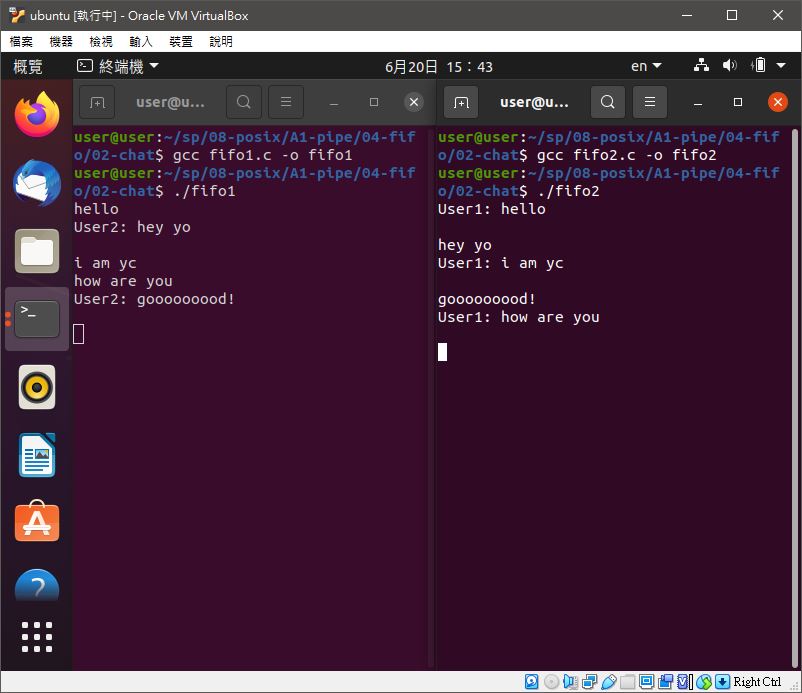 ubuntu [執行中] - Oracle VM VirtualBox
檔案 機器 檢視 輸入 裝置 說明
概覽 終端機 6月20日 15：43 en
user@u...
user@user:~/sp/08-posix/A1-pipe/04-fif
o/02-chat$ gcc fifo1.c -o fifo1
user@user:~/sp/08-posix/A1-pipe/04-fif
o/02-chat$ ./fifo1
hello
User2: hey yo
i am yc
how are you
User2: gooooooood!
user@u...
user@user:~/sp/08-posix/A1-pipe/04-fif
o/02-chat$ gcc fifo2.c -o fifo2
user@user:~/sp/08-posix/A1-pipe/04-fif
o/02-chat$ ./fifo2
User1: hello
hey yo
User1: i am yc
gooooooood!
User1: how are you
Right Ctrl